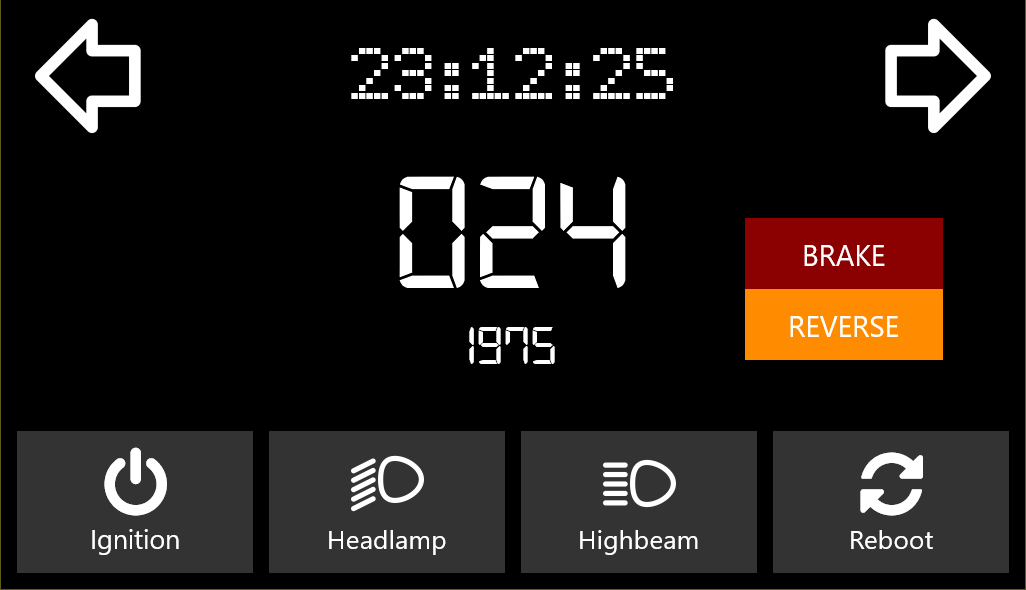 23:12:25
024
BRAKE
REVERSE
1975
Ignition
Headlamp
Highbeam
Reboot